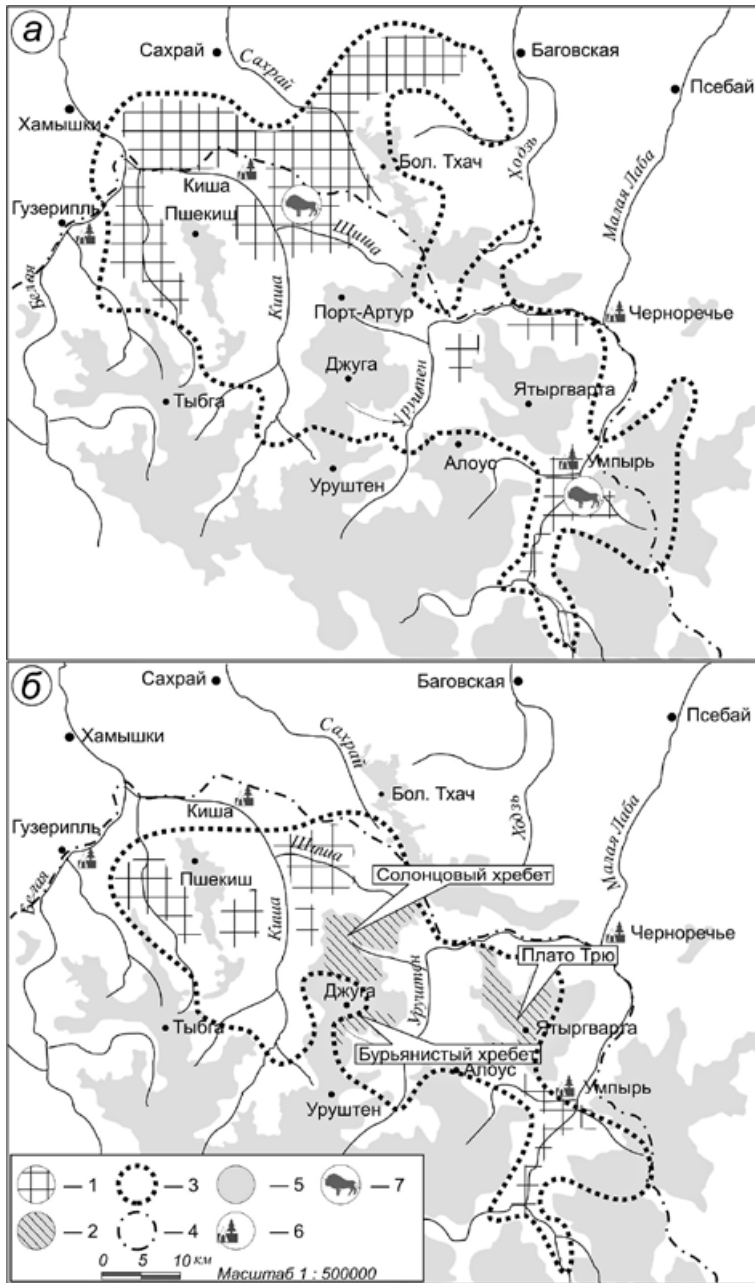 а
Сахрай
Сахрай
Баговская
Псебай
Хамышки
Бол. Тхач
Ходзь
Малая Лаба
Киша
Гузерипль
Пшекиш
Шиша
Белая
Киша
Порт-Артур
Черноречье
Джуга
Уруштен
Ятыргварта
Тыбга
Алоус
Умпырь
Уруштен
б
Сахрай
Сахрай
Баговская
Псебай
Хамышки
Бол. Тхач
Ходзь
Малая Лаба
Киша
Гузерипль
Пшекиш
Шиша
Белая
Солонцовый хребет
Киша
Черноречье
Плато Трю
Уруштен
Джуга
Ятыргварта
Тыбга
Бурьянистый хребет
Алоус
Умпырь
Уруштен
— 1 — 3 — 5 — 7
— 2 — 4 — 6
0 5 10 км Масштаб 1 : 500000